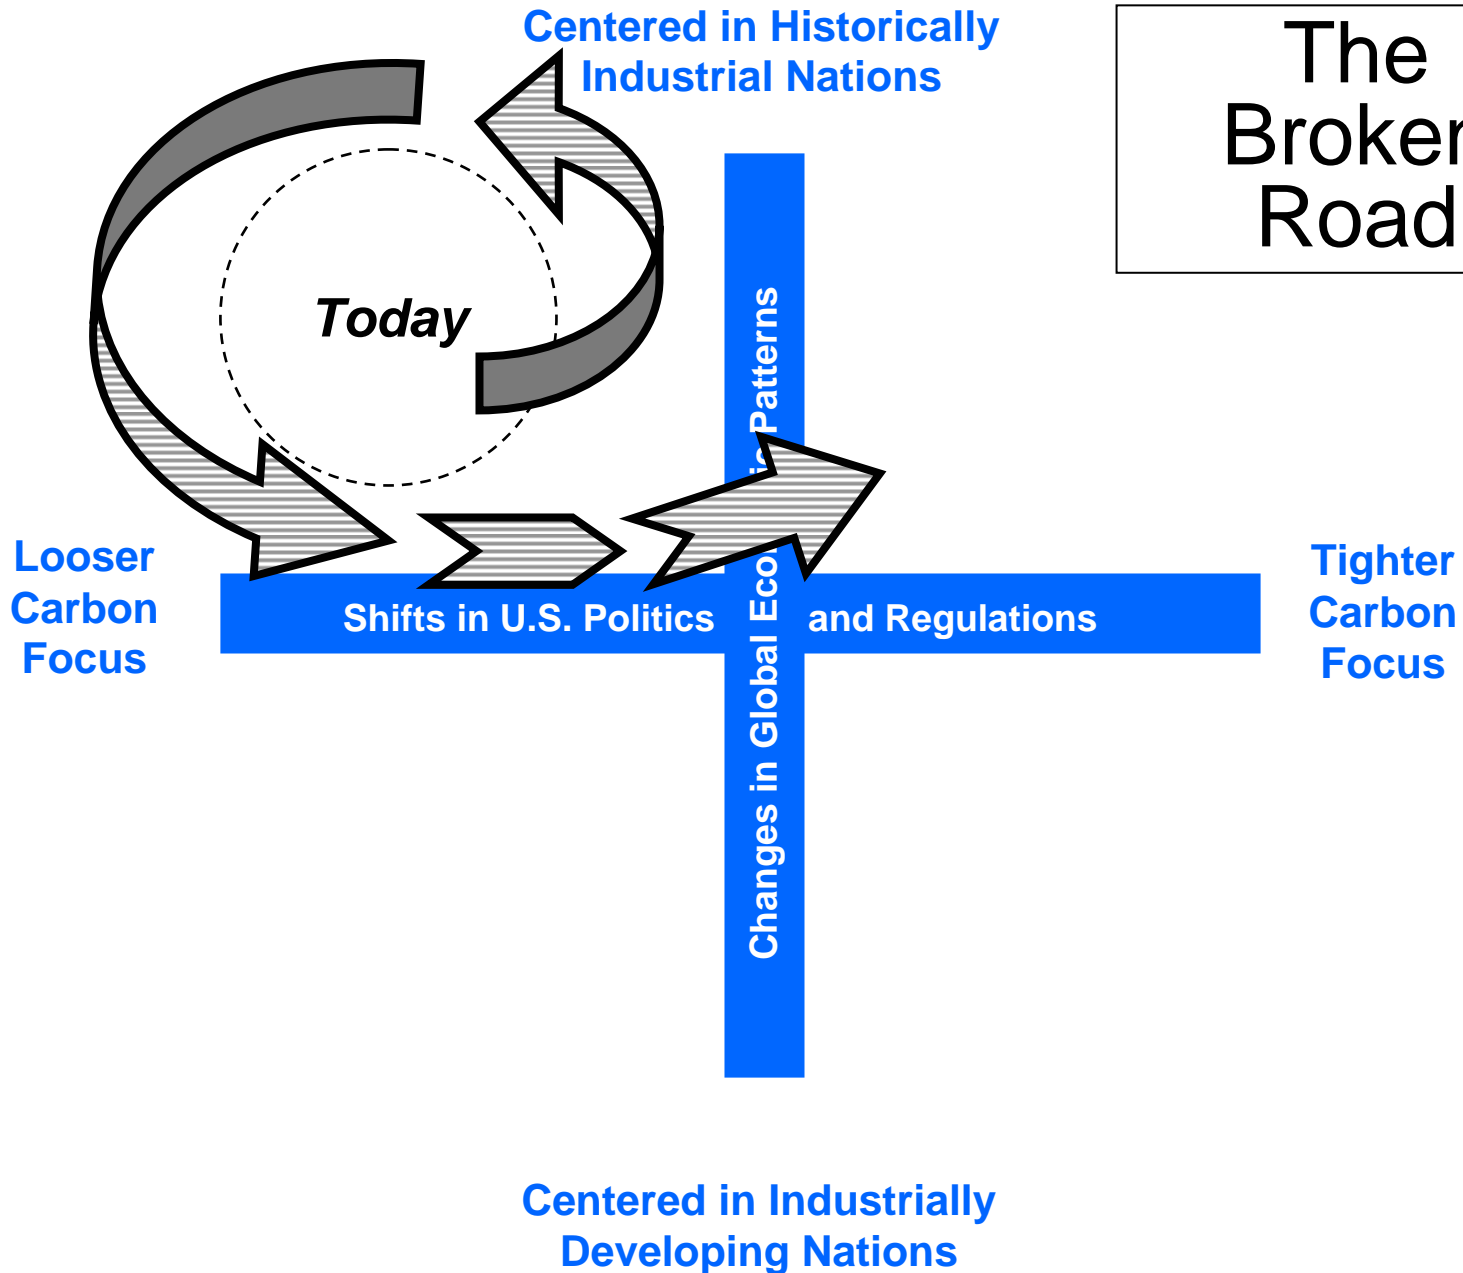 Centered in Historically
Industrial Nations
The
Broken
Road
Today
Looser
Carbon
Focus
Shifts in U.S. Politics and Regulations
Changes in Global Patterns
Tighter
Carbon
Focus
Centered in Industrially
Developing Nations